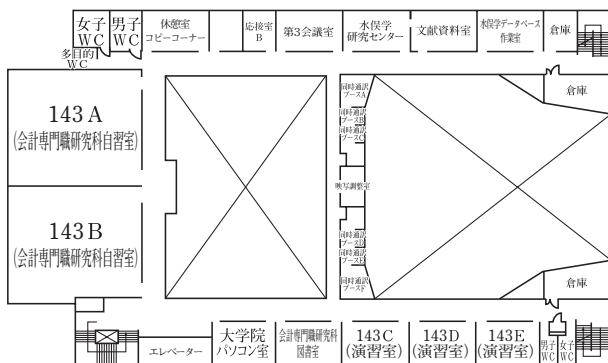 女子
WC
男子
WC
休憩室
コピーコーナー
応接室
B
第3会議室
水俣学
研究センター
文献資料室
水俣学データベース
作業室
倉庫
多目的
WC
143A
(会計専門職研究科自習室)
同時通訳
ブースA
同時通訳
ブースB
同時通訳
ブースC
倉庫
映写調整室
143B
(会計専門職研究科自習室)
同時通訳
ブースD
同時通訳
ブースE
同時通訳
ブースF
倉庫
エレベーター
大学院
パソコン室
会計専門職研究科
図書室
143C
(演習室)
143D
(演習室)
143E
(演習室)
男子
WC
女子
WC